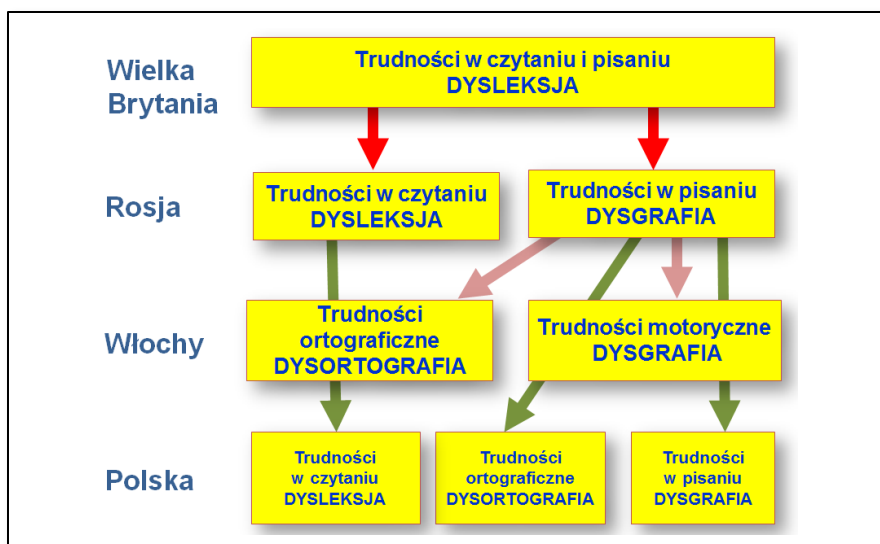 Wielka
Brytania
Trudności w czytaniu i pisaniu
DYSLEKSJA
Rosja
Trudności w czytaniu
DYSLEKSJA
Trudności w pisaniu
DYSGRAFIA
Włochy
Trudności
ortograficzne
DYSORTOGRAFIA
Trudności motoryczne
DYSGRAFIA
Polska
Trudności
w czytaniu
DYSLEKSJA
Trudności
ortograficzne
DYSORTOGRAFIA
Trudności
w pisaniu
DYSGRAFIA